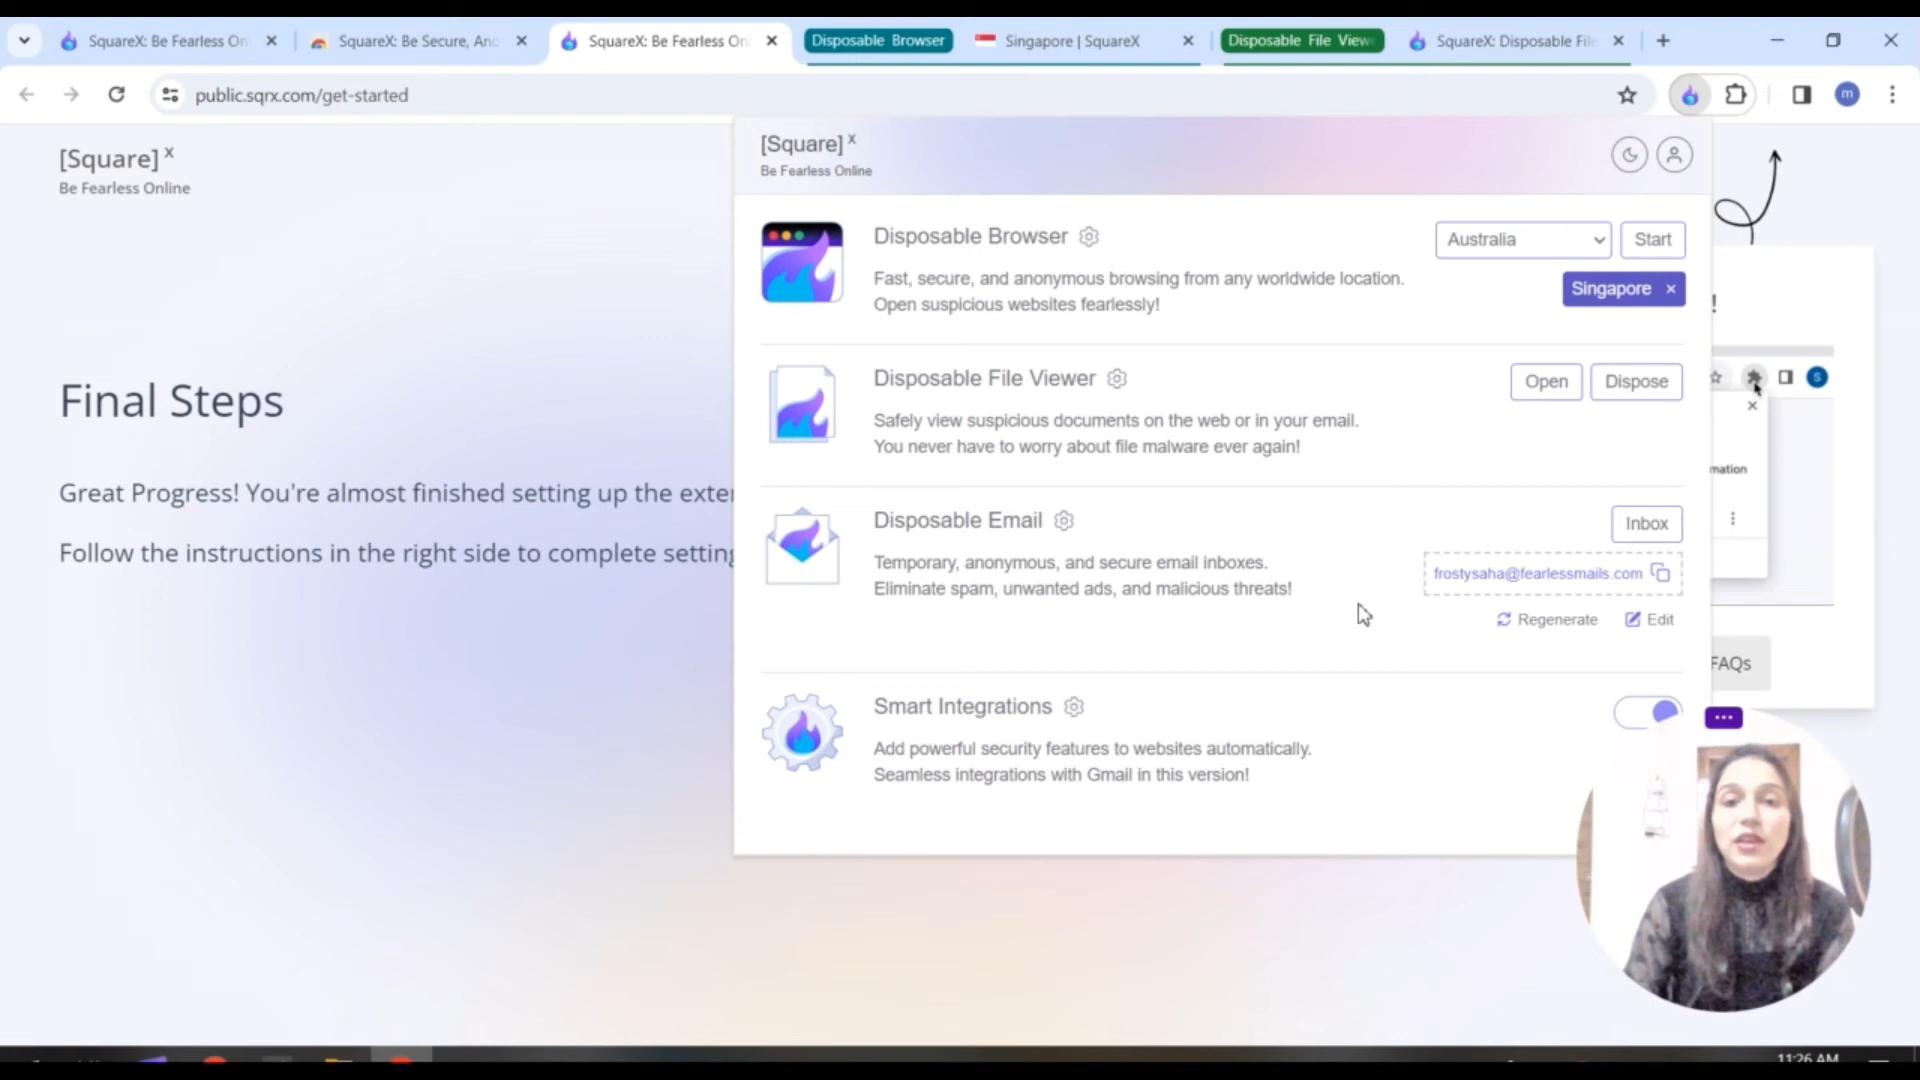 SquareX: Be Fearless On
SquareX: Be Secure, Ano
SquareX: Be Fearless On
Disposable Browser
Singapore | SquareX
Disposable File View
SquareX: Disposable File
public.sqrx.com/get-started
m
[Square] X
Be Fearless Online
Final Steps
Great Progress! You're almost finished setting up the exte
Follow the instructions in the right side to complete setting
[Square] X
Be Fearless Online
Disposable Browser
Fast, secure, and anonymous browsing from any worldwide location.
Open suspicious websites fearlessly!
Australia
Start
Singapore ×
Disposable File Viewer
Safely view suspicious documents on the web or in your email.
You never have to worry about file malware ever again!
Open
Dispose
Disposable Email
Temporary, anonymous, and secure email inboxes.
Eliminate spam, unwanted ads, and malicious threats!
Inbox
frostysaha@fearlessmails.com
Regenerate
Edit
Smart Integrations
Add powerful security features to websites automatically.
Seamless integrations with Gmail in this version!
!
S
mation
FAQs
11:26 AM